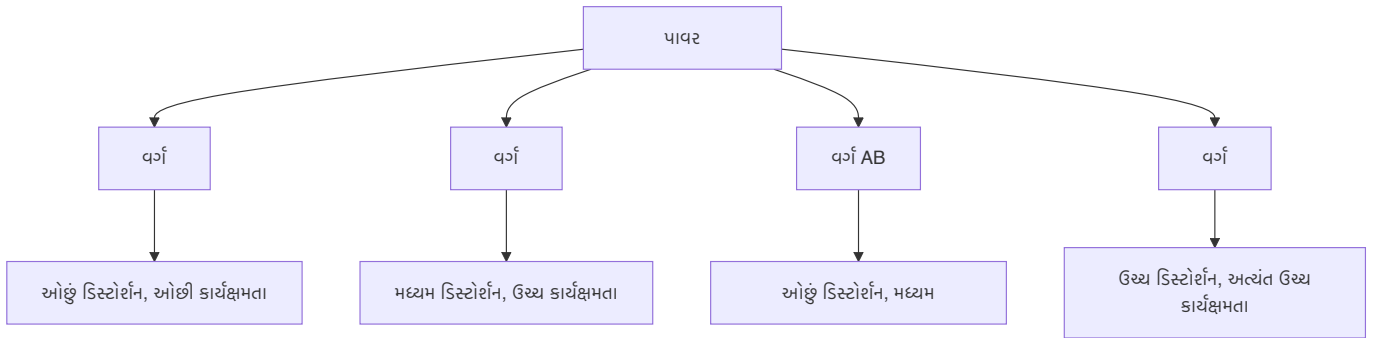 પાવર
વર્ગ
વર્ગ
વર્ગ AB
વર્ગ
ઓછું ડિસ્ટોર્શન, ઓછી કાર્યક્ષમતા
મધ્યમ ડિસ્ટોર્શન, ઉચ્ચ કાર્યક્ષમતા
ઓછું ડિસ્ટોર્શન, મધ્યમ
ઉચ્ચ ડિસ્ટોર્શન, અત્યંત ઉચ્ચ
કાર્યક્ષમતા